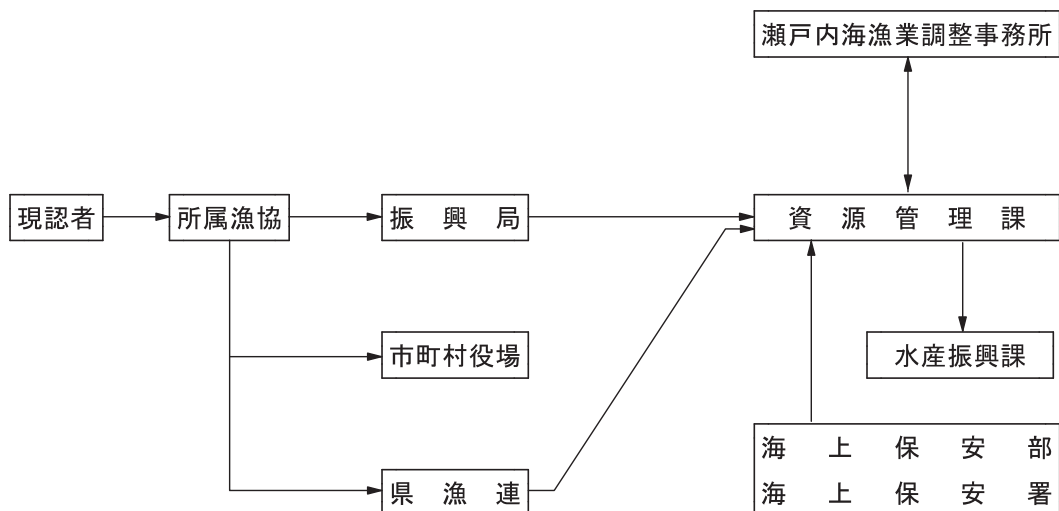 瀬戸内海漁業調整事務所
現認者
所属漁協
振興局
資源管理課
市町村役場
水産振興課
県漁連
海上保安部
海上保安署